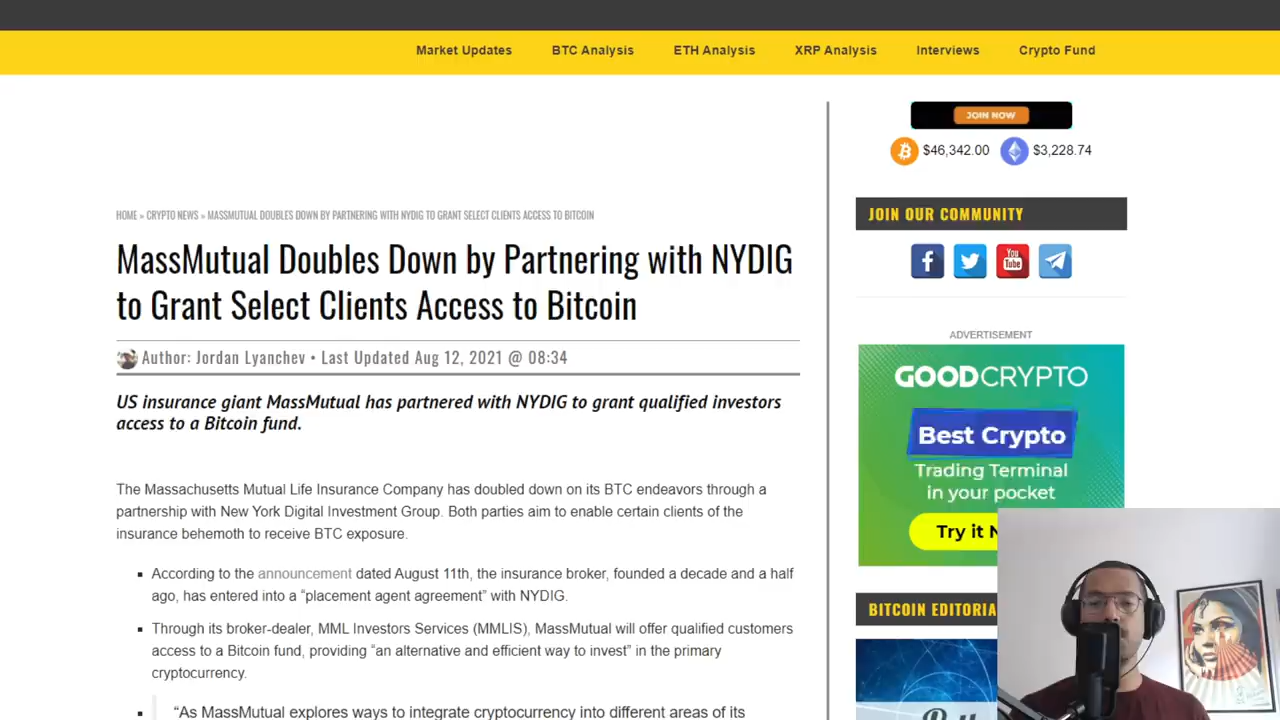 Market Updates BTC Analysis ETH Analysis XRP Analysis Interviews Crypto Fund
JOIN NOW
$46,342.00 $3,228.74
HOME » CRYPTO NEWS » MASSMUTUAL DOUBLES DOWN BY PARTNERING WITH NYDIG TO GRANT SELECT CLIENTS ACCESS TO BITCOIN
MassMutual Doubles Down by Partnering with NYDIG
to Grant Select Clients Access to Bitcoin
Author: Jordan Lyanchev • Last Updated Aug 12, 2021 @ 08:34
US insurance giant MassMutual has partnered with NYDIG to grant qualified investors
access to a Bitcoin fund.
The Massachusetts Mutual Life Insurance Company has doubled down on its BTC endeavors through a
partnership with New York Digital Investment Group. Both parties aim to enable certain clients of the
insurance behemoth to receive BTC exposure.
▪ According to the announcement dated August 11th, the insurance broker, founded a decade and a half
ago, has entered into a “placement agent agreement” with NYDIG.
▪ Through its broker-dealer, MML Investors Services (MMLIS), MassMutual will offer qualified customers
access to a Bitcoin fund, providing “an alternative and efficient way to invest” in the primary
cryptocurrency.
▪ “As MassMutual explores ways to integrate cryptocurrency into different areas of its
JOIN OUR COMMUNITY
You
Tube
ADVERTISEMENT
GOODCRYPTO
Best Crypto
Trading Terminal
in your pocket
Try it N
BITCOIN EDITORIA